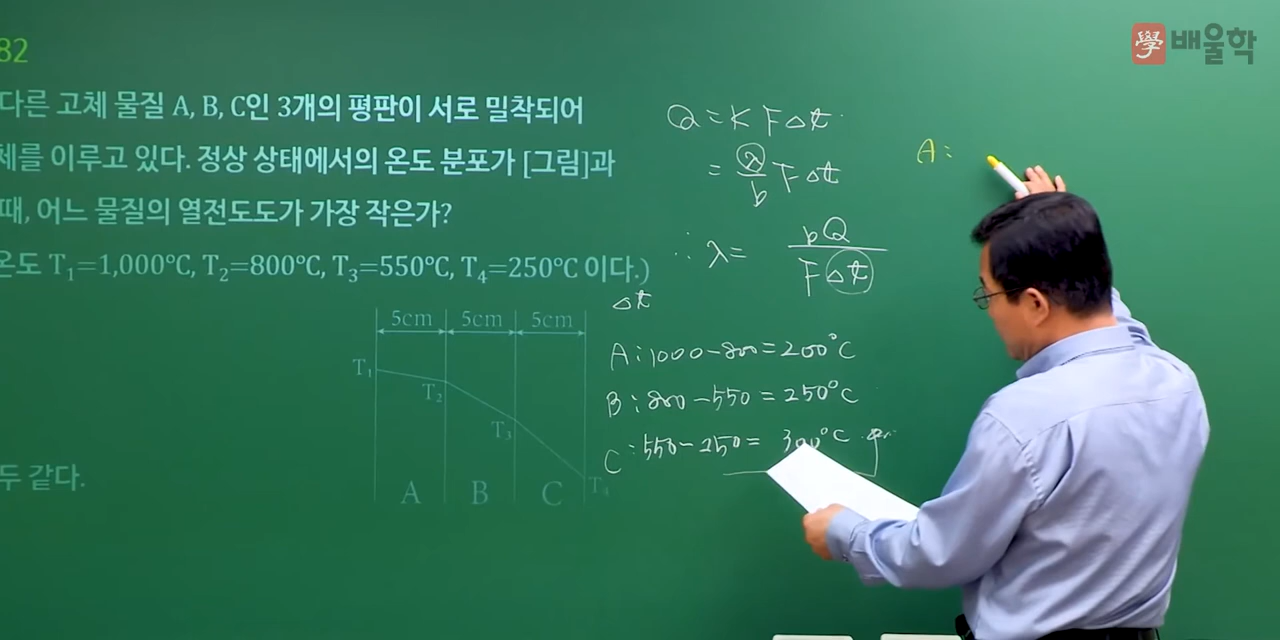 學 배울학
82
다른 고체 물질 A, B, C인 3개의 평판이 서로 밀착되어
체를 이루고 있다. 정상 상태에서의 온도 분포가 [그림]과
때, 어느 물질의 열전도도가 가장 작은가?
온도 T₁=1,000℃, T₂=800℃, T₃=550℃, T₄=250℃ 이다.)
5cm 5cm 5cm
T₁
T₂
T₃
T₄
A B C
두 같다.
Q = K F Δt
= λ/b F Δt
∴ λ = bQ / FΔt
Δt
A : 1000 - 800 = 200°C
B : 800 - 550 = 250°C
C : 550 - 250 = 300°C
A :